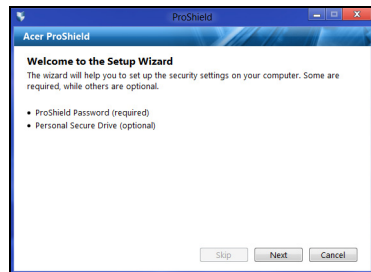 ProShield
Acer ProShield
Welcome to the Setup Wizard
The wizard will help you to set up the security settings on your computer. Some are
required, while others are optional.
• ProShield Password (required)
• Personal Secure Drive (optional)
Skip Next Cancel